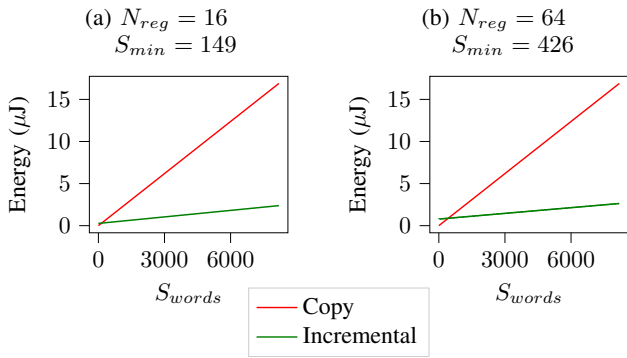 (a) N_reg = 16
S_min = 149
Energy (μJ)
15
10
5
0
0 3000 6000
S_words
(b) N_reg = 64
S_min = 426
Energy (μJ)
15
10
5
0
0 3000 6000
S_words
Copy
Incremental